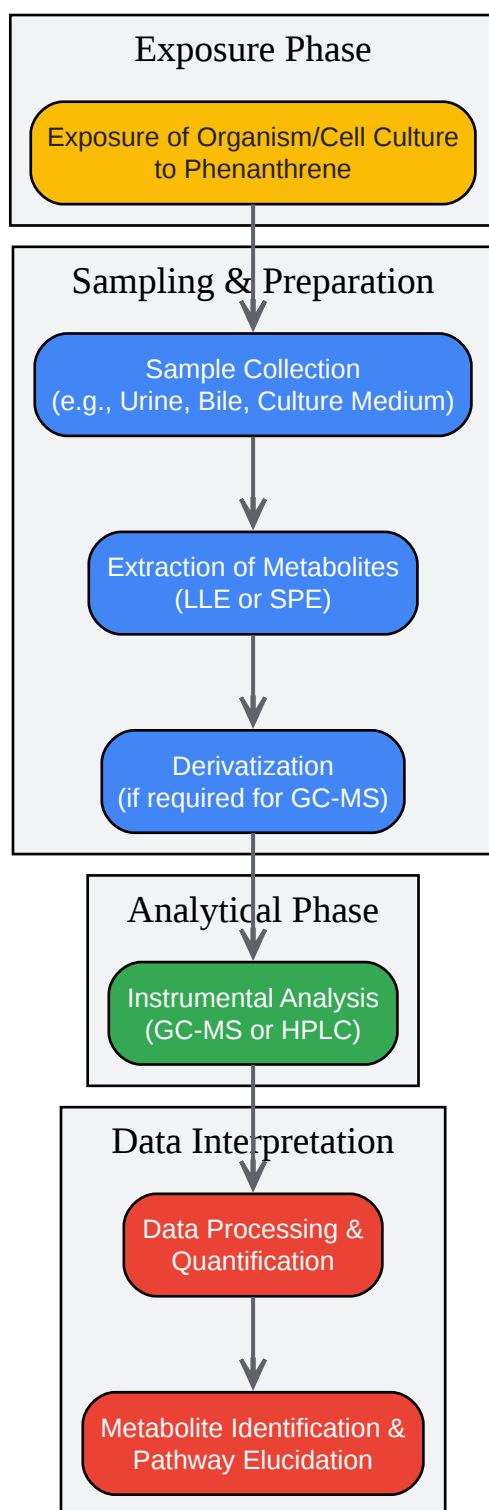 Exposure Phase
Exposure of Organism/Cell Culture
to Phenanthrene
Sampling & Preparation
Sample Collection
(e.g., Urine, Bile, Culture Medium)
Extraction of Metabolites
(LLE or SPE)
Derivatization
(if required for GC-MS)
Analytical Phase
Instrumental Analysis
(GC-MS or HPLC)
Data Interpretation
Data Processing &
Quantification
Metabolite Identification &
Pathway Elucidation